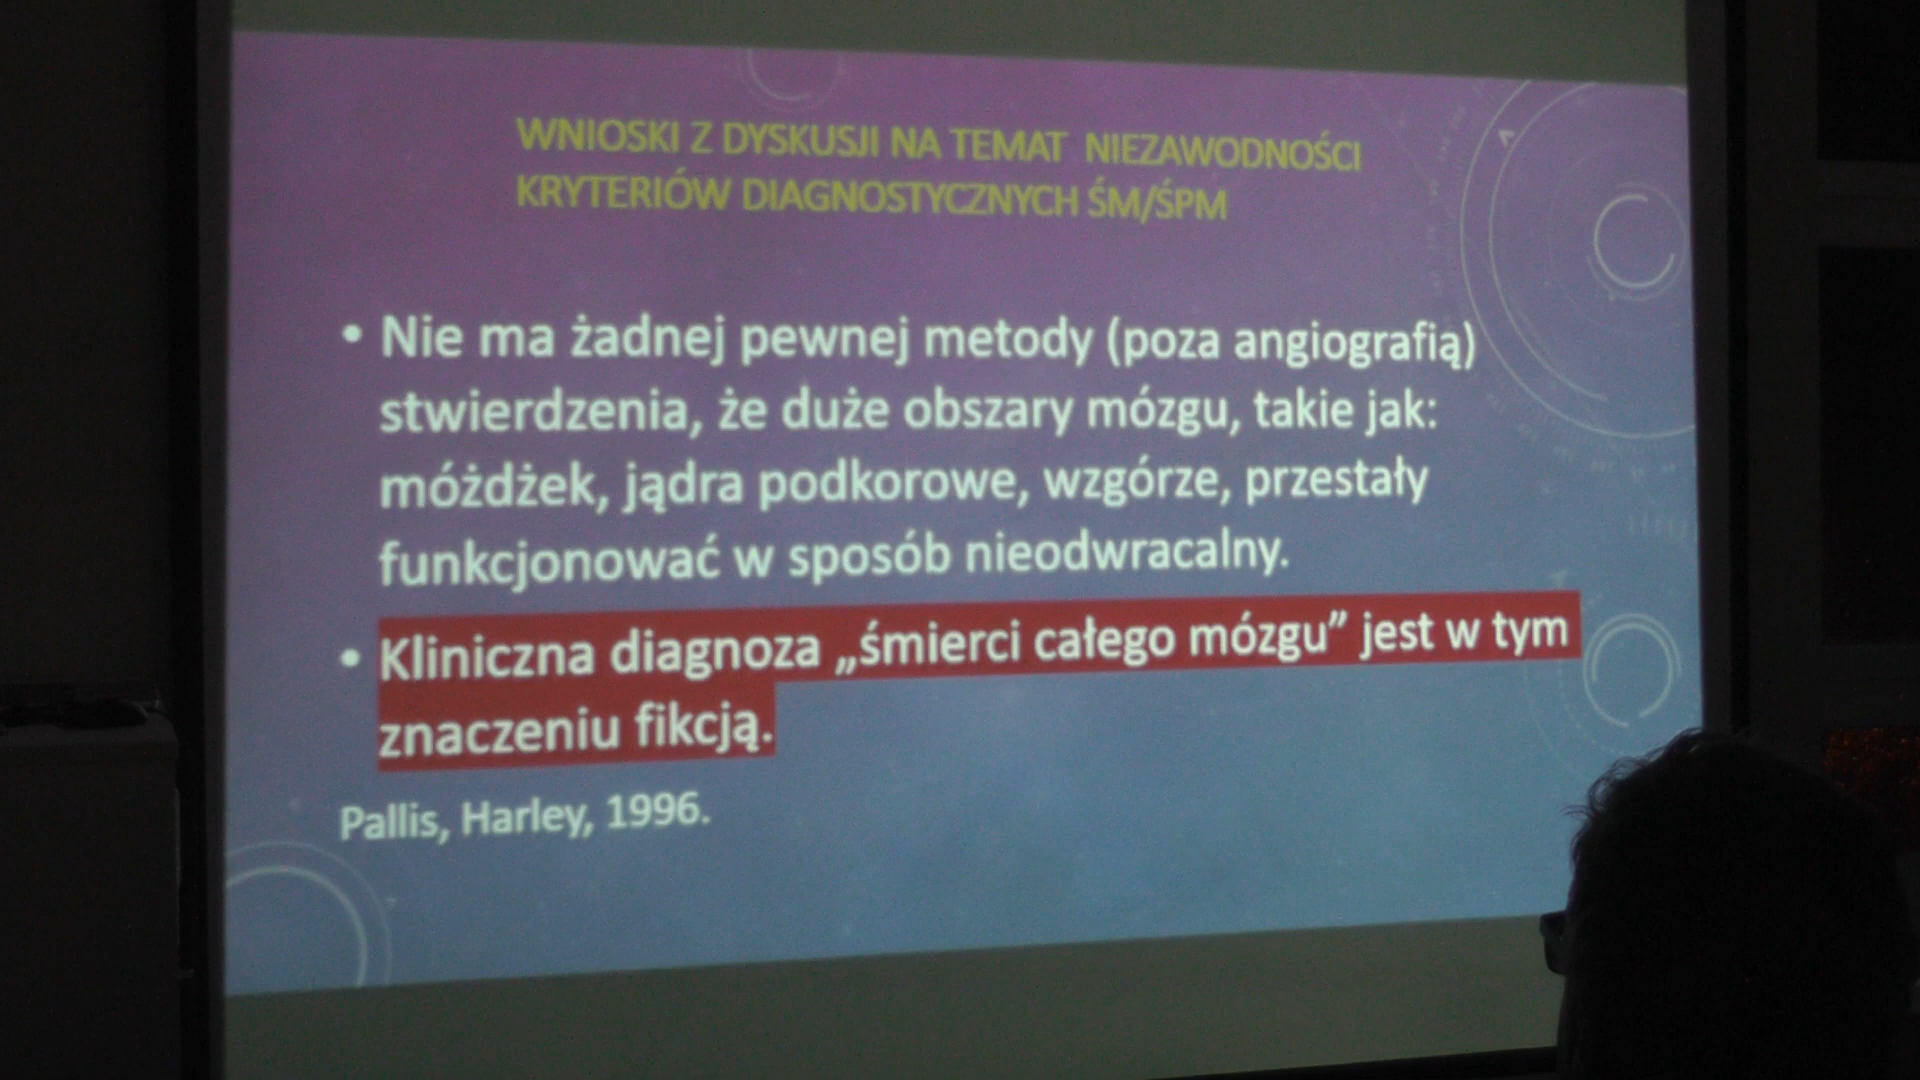 WNIOSKI Z DYSKUSJI NA TEMAT NIEZAWODNOŚCI
KRYTERIÓW DIAGNOSTYCZNYCH ŚM/ŚPM
• Nie ma żadnej pewnej metody (poza angiografią)
stwierdzenia, że duże obszary mózgu, takie jak:
móżdżek, jądra podkorowe, wzgórze, przestały
funkcjonować w sposób nieodwracalny.
• Kliniczna diagnoza „śmierci całego mózgu” jest w tym
znaczeniu fikcją.
Pallis, Harley, 1996.